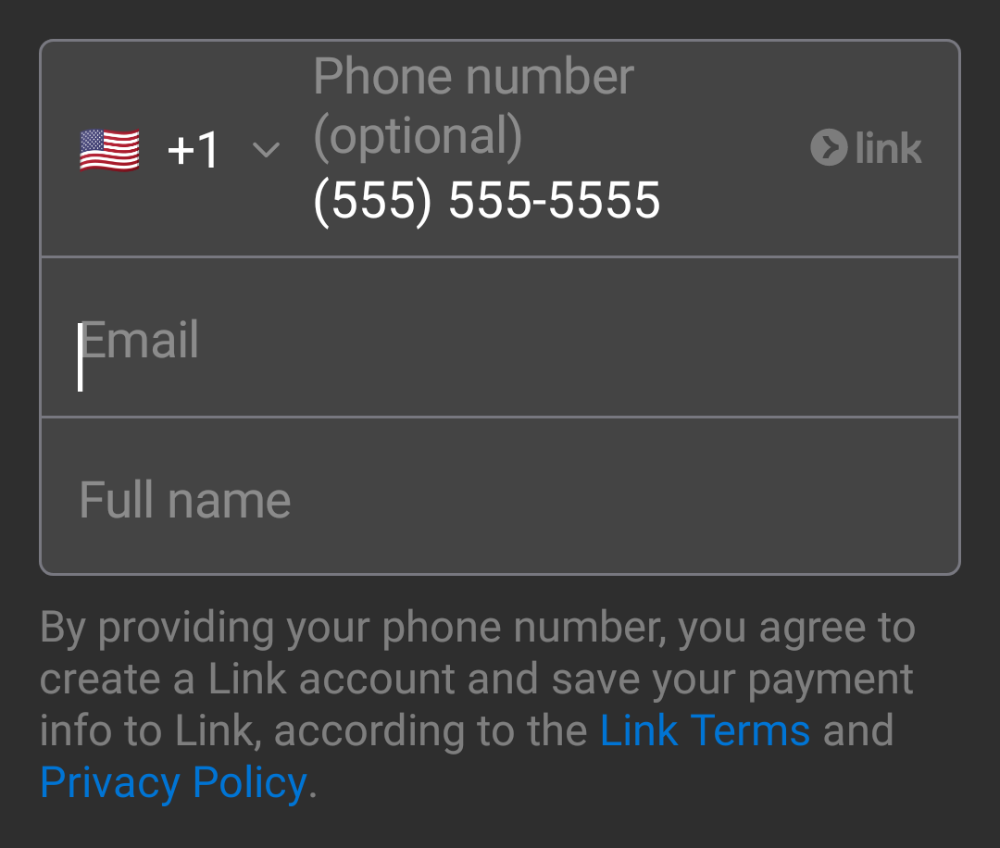 Phone number
(optional)
+1
(555) 555-5555
link
Email
Full name
By providing your phone number, you agree to
create a Link account and save your payment
info to Link, according to the Link Terms and
Privacy Policy.